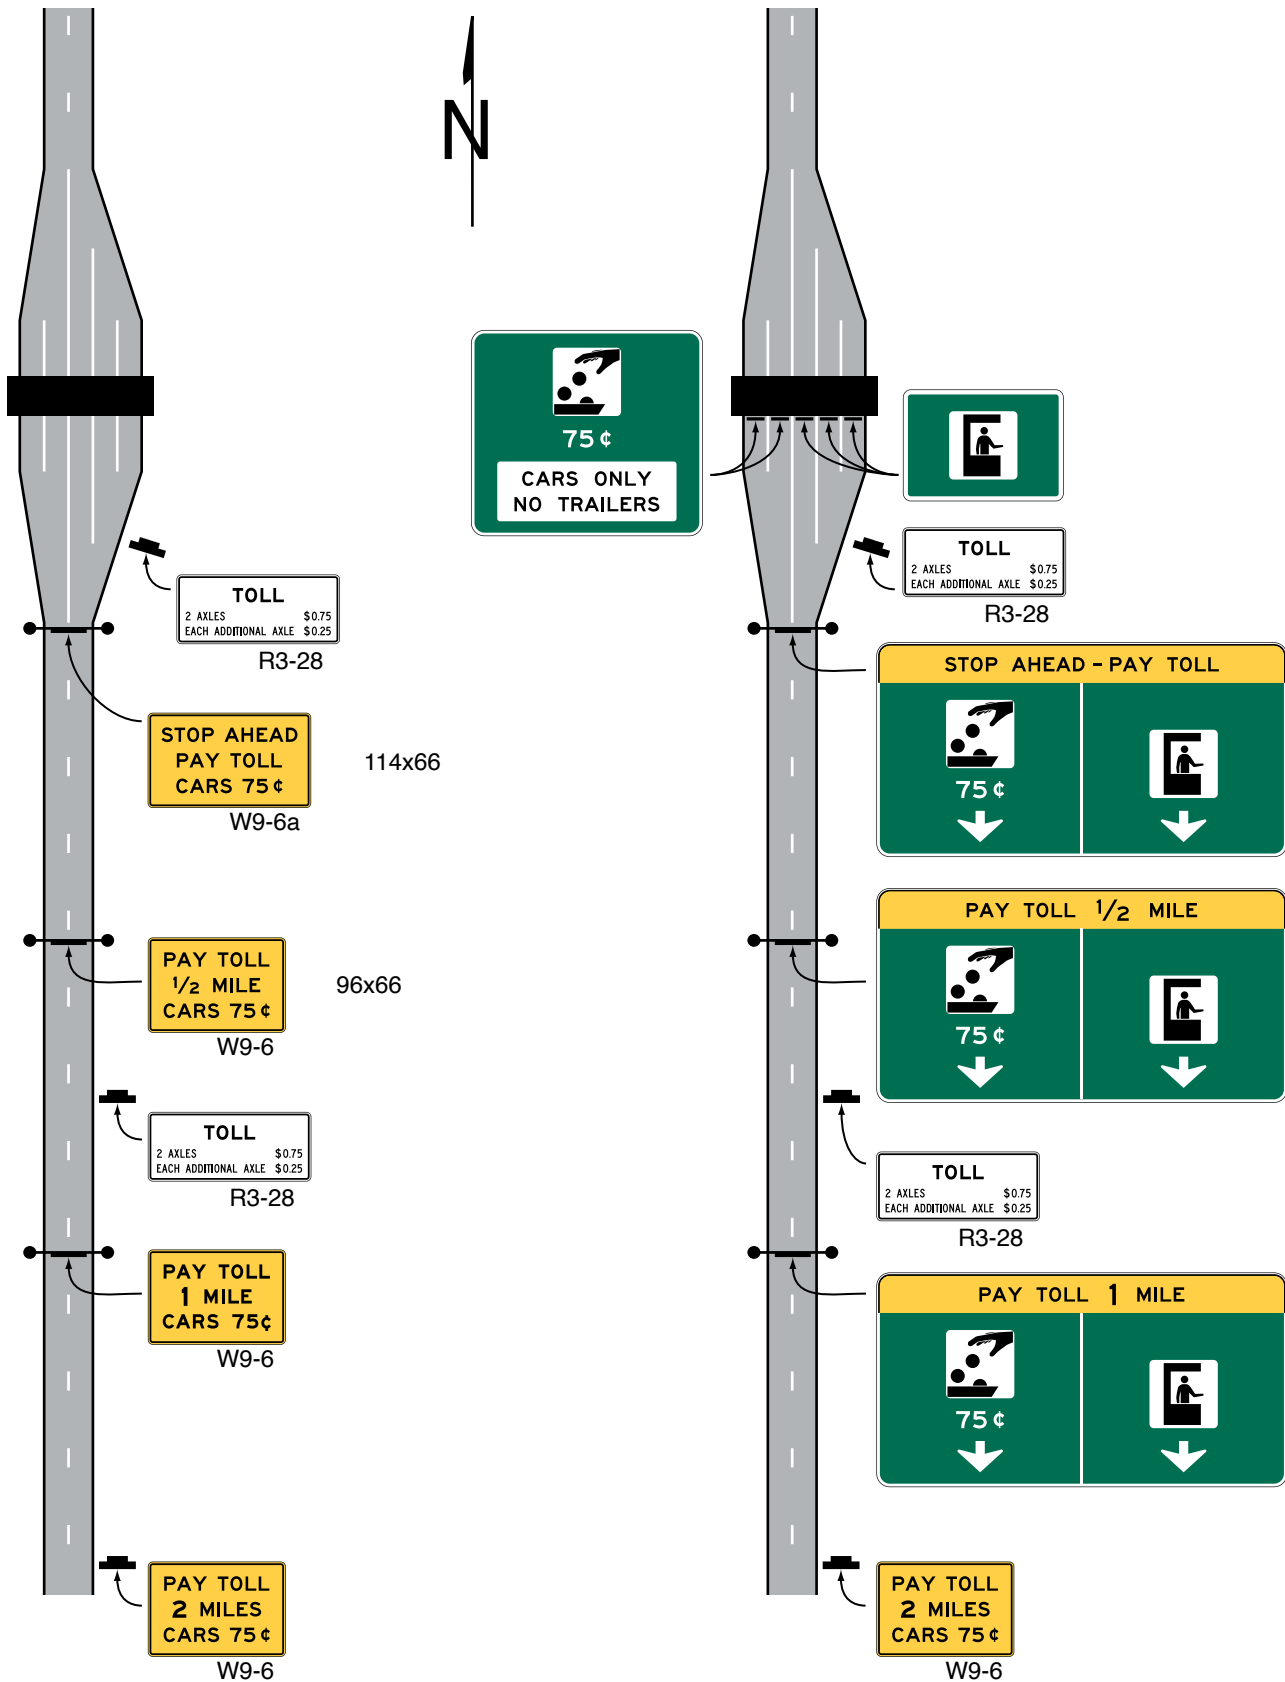 N
75¢
CARS ONLY
NO TRAILERS
TOLL
2 AXLES $0.75
EACH ADDITIONAL AXLE $0.25
R3-28
TOLL
2 AXLES $0.75
EACH ADDITIONAL AXLE $0.25
R3-28
STOP AHEAD
PAY TOLL
CARS 75¢
W9-6a
114x66
STOP AHEAD - PAY TOLL
75¢
PAY TOLL
1/2 MILE
CARS 75¢
W9-6
96x66
PAY TOLL 1/2 MILE
75¢
TOLL
2 AXLES $0.75
EACH ADDITIONAL AXLE $0.25
R3-28
TOLL
2 AXLES $0.75
EACH ADDITIONAL AXLE $0.25
R3-28
PAY TOLL
1 MILE
CARS 75¢
W9-6
PAY TOLL 1 MILE
75¢
PAY TOLL
2 MILES
CARS 75¢
W9-6
PAY TOLL
2 MILES
CARS 75¢
W9-6